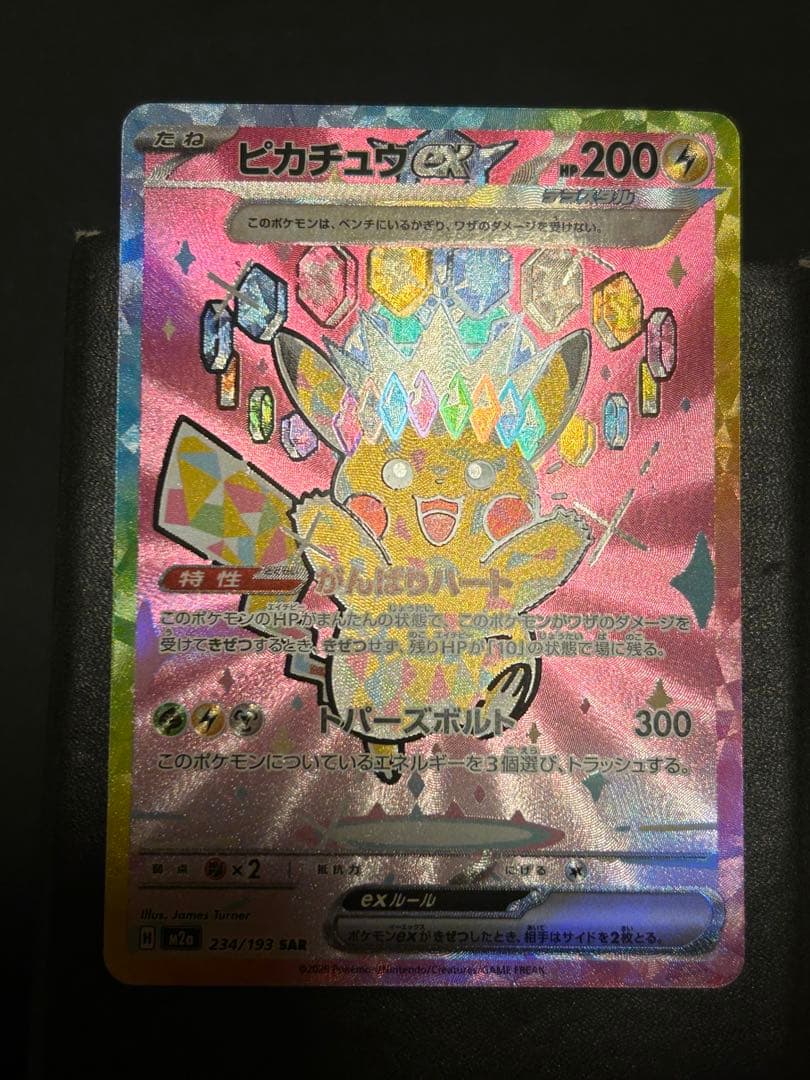 たね
ピカチュウex
HP200
テラスタル
このポケモンは、ベンチにいるかぎり、ワザのダメージを受けない。
特性
がんばりハート
このポケモンのHPがまんたんの状態で、このポケモンがワザのダメージを
受けてきぜつするとき、きぜつせず、残りHPが「10」の状態で場に残る。
トパーズボルト 300
このポケモンについているエネルギーを3個選び、トラッシュする。
弱点 ×2 抵抗力 にげる
exルール
ポケモンexがきぜつしたとき、相手はサイドを2枚とる。
Illus. James Turner
H M2a 234/193 SAR
Pokémon/Nintendo/Creatures/GAME FREAK